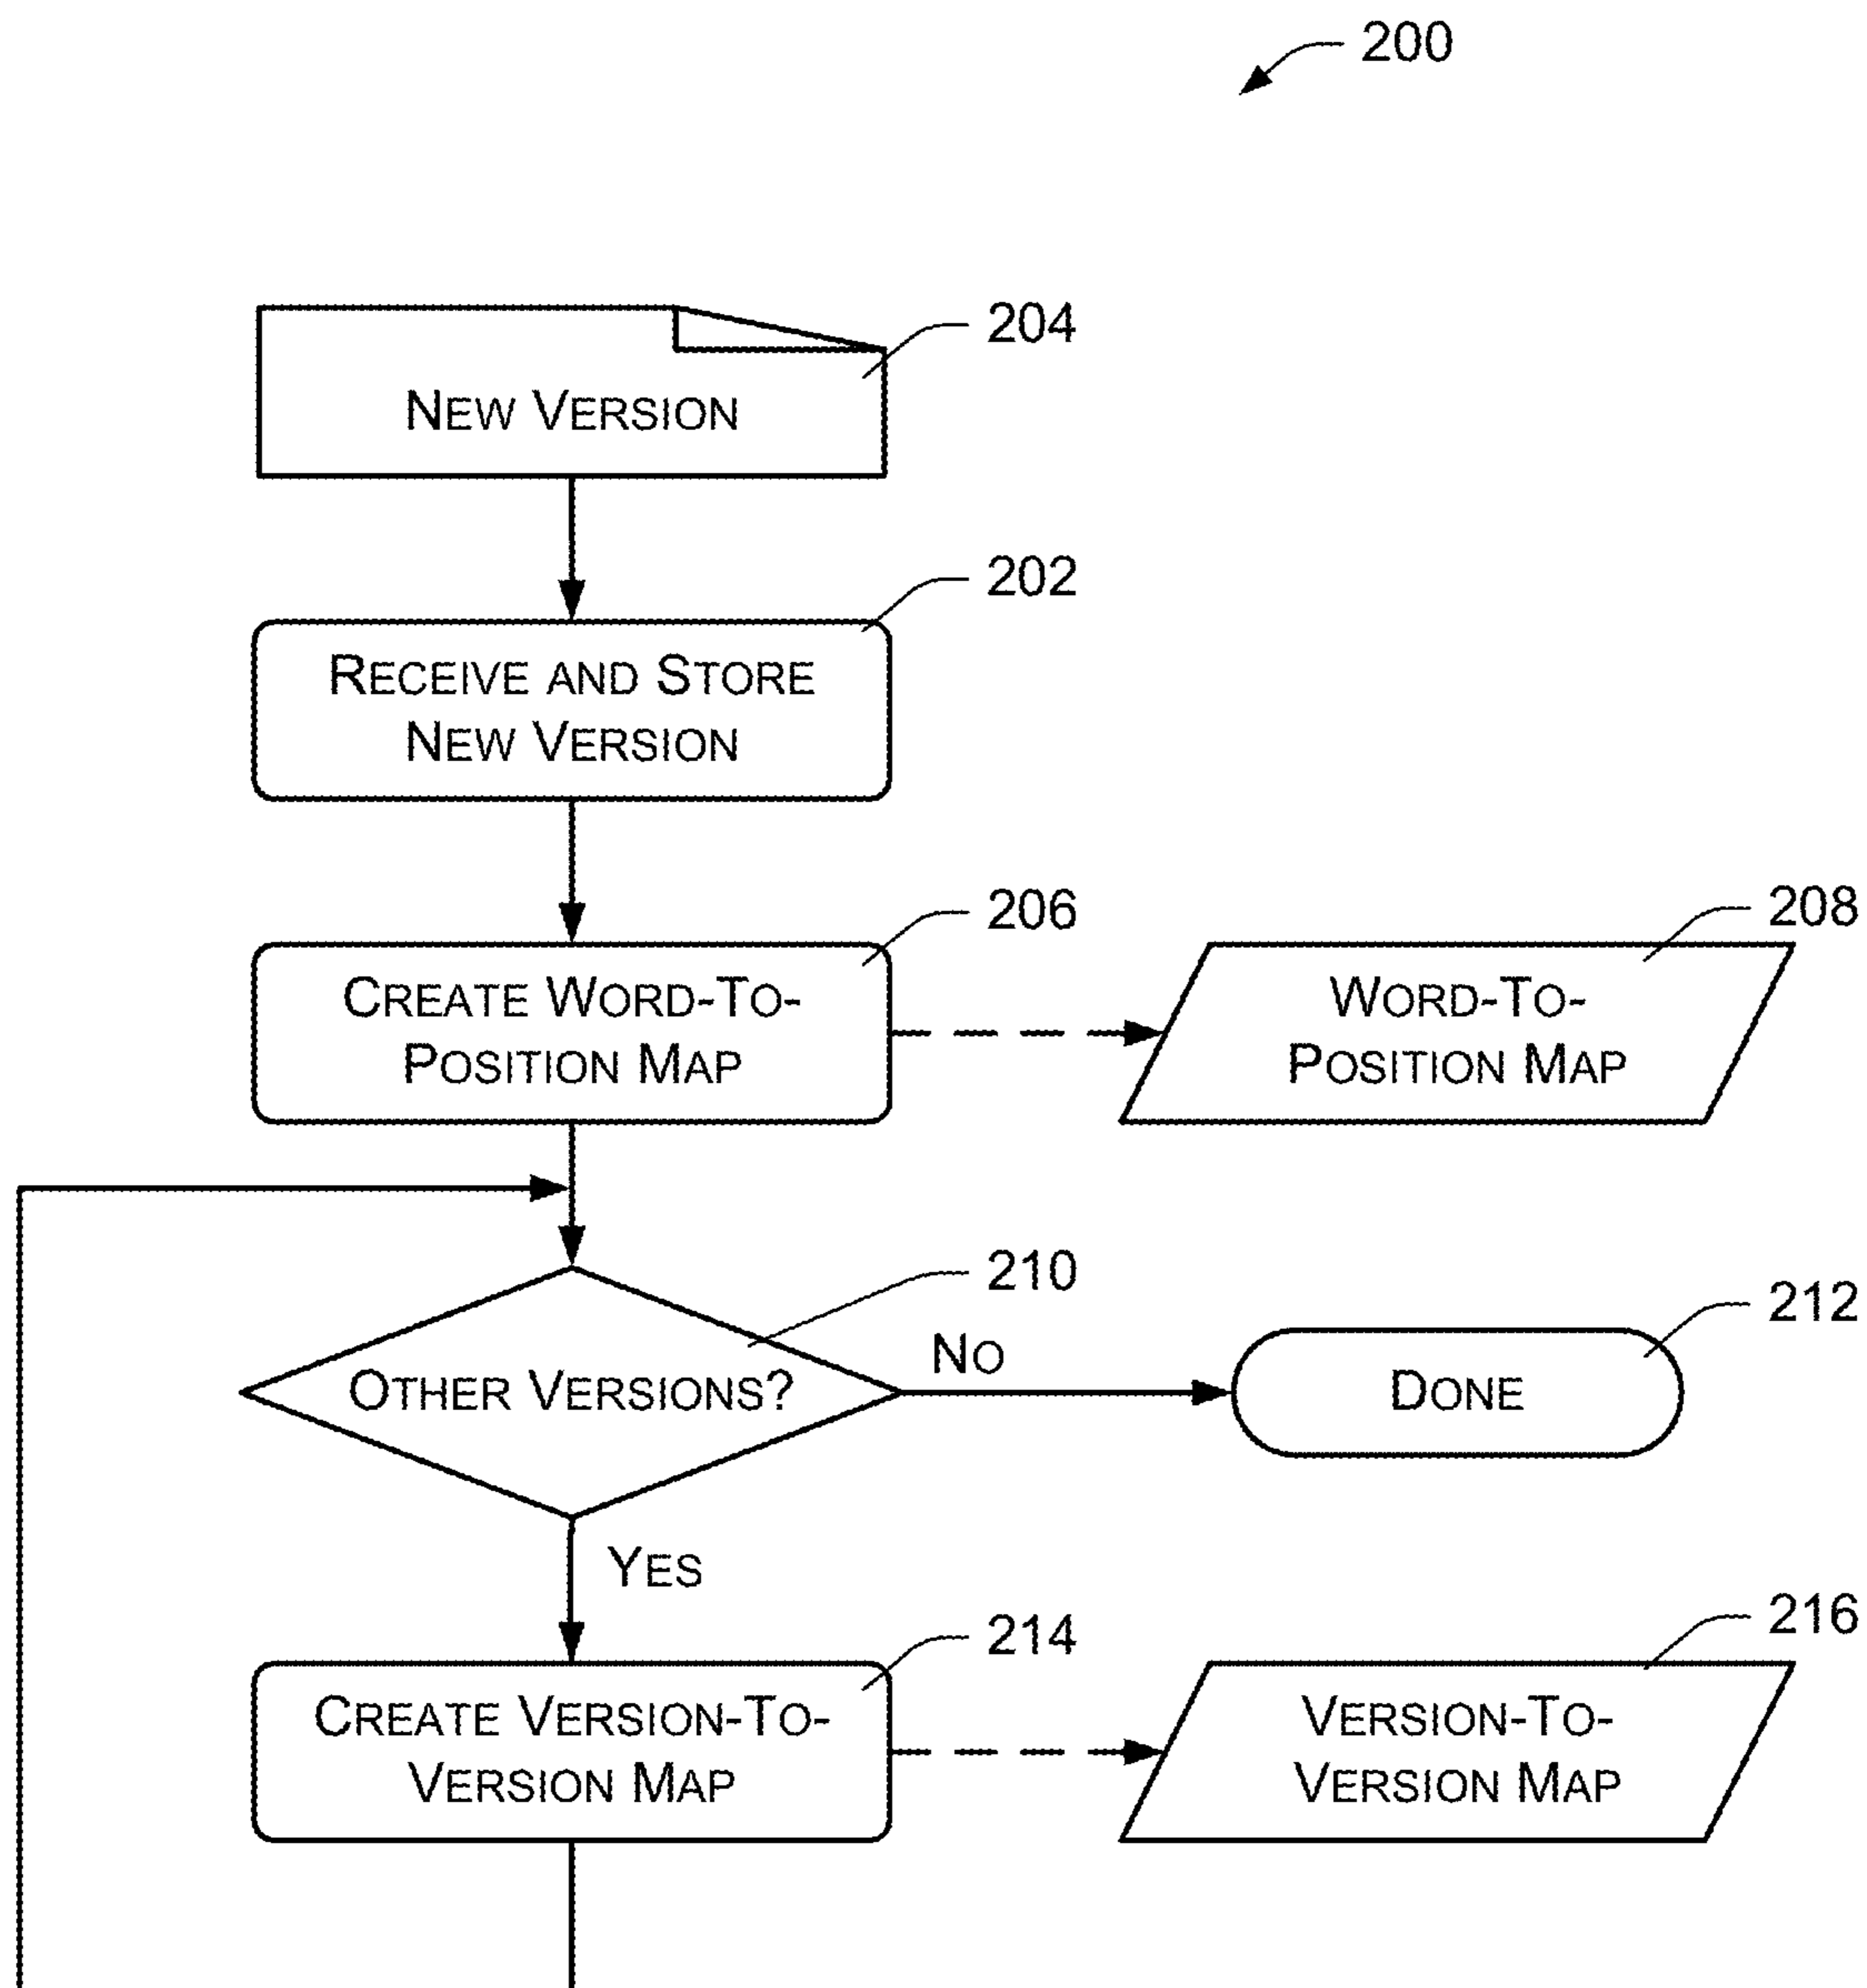 200
204
New Version
202
Receive and Store
New Version
206
208
Create Word-To-
Position Map
Word-To-
Position Map
210
212
No
Other Versions?
Done
Yes
214
216
Create Version-To-
Version Map
Version-To-
Version Map